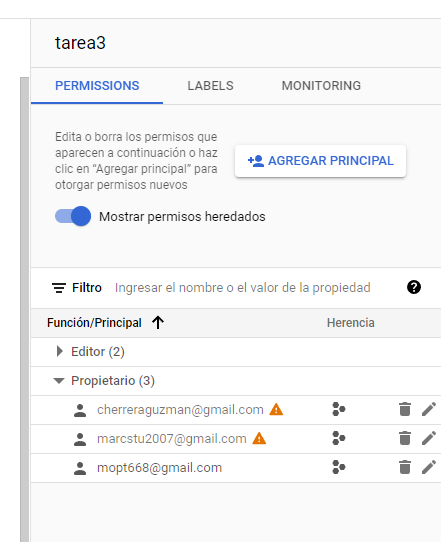 tarea3
PERMISSIONS LABELS MONITORING
Edita o borra los permisos que
aparecen a continuación o haz
clic en "Agregar principal" para
otorgar permisos nuevos
AGREGAR PRINCIPAL
Mostrar permisos heredados
Filtro Ingresar el nombre o el valor de la propiedad
Función/Principal Herencia
Editor (2)
Propietario (3)
cherreraguzman@gmail.com
marcstu2007@gmail.com
mopt668@gmail.com